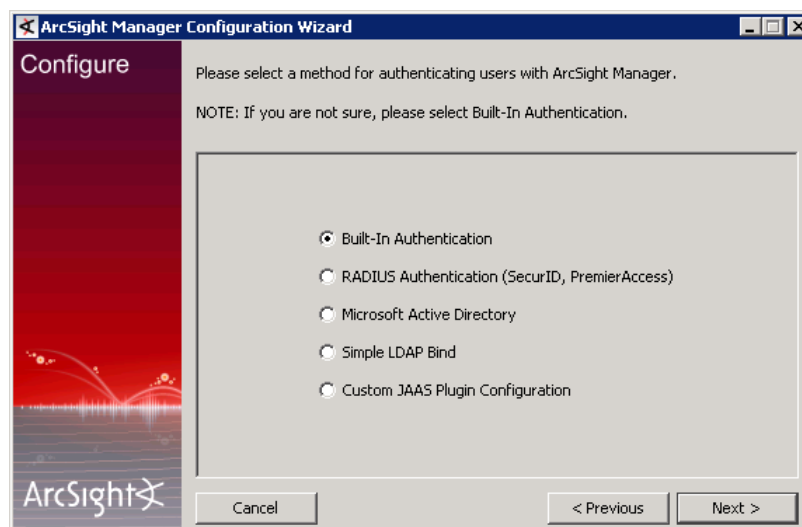 ArcSight Manager Configuration Wizard
Configure
Please select a method for authenticating users with ArcSight Manager.
NOTE: If you are not sure, please select Built-In Authentication.
Built-In Authentication
RADIUS Authentication (SecurID, PremierAccess)
Microsoft Active Directory
Simple LDAP Bind
Custom JAAS Plugin Configuration
ArcSight
Cancel
< Previous
Next >